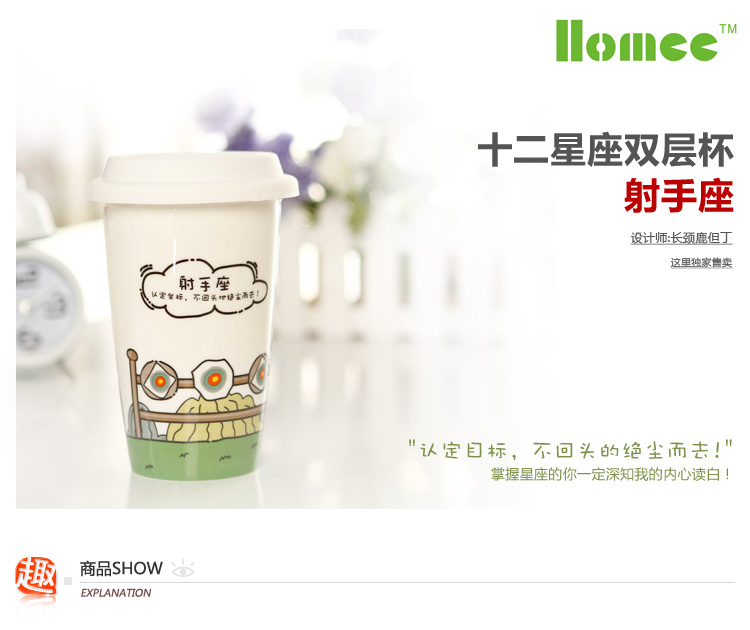 Homee™
十二星座双层杯
射手座
设计师:长颈鹿但丁
这里独家售卖
射手座
认定目标，不回头地绝尘而去！
"认定目标，不回头的绝尘而去！"
掌握星座的你一定深知我的内心读白！
趣
商品SHOW
EXPLANATION